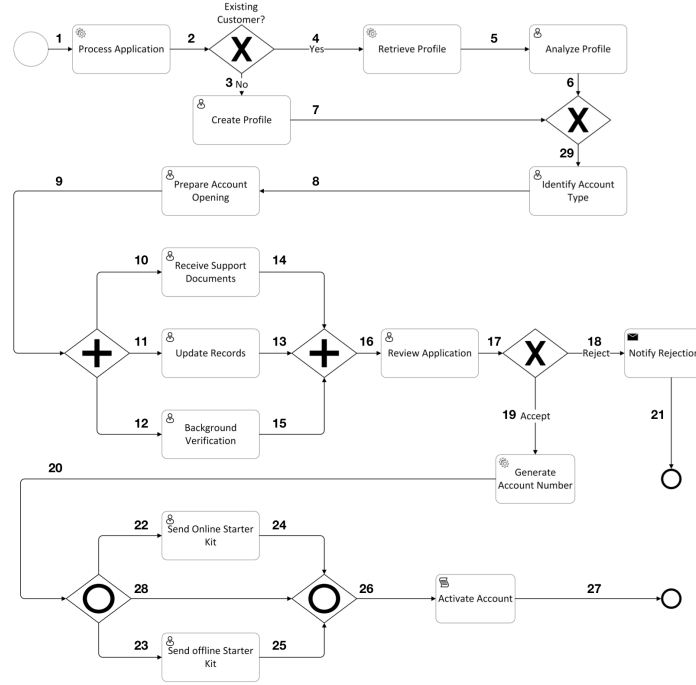 Existing
Customer?
1
Process Application
2
4
Yes
Retrieve Profile
5
Analyze Profile
3 No
6
Create Profile
7
29
9
Prepare Account
Opening
8
Identify Account
Type
10
Receive Support
Documents
14
11
Update Records
13
16
Review Application
17
18
Reject
Notify Rejection
12
Background
Verification
15
19 Accept
21
20
Generate
Account Number
22
Send Online Starter
Kit
24
28
26
Activate Account
27
23
Send offline Starter
Kit
25